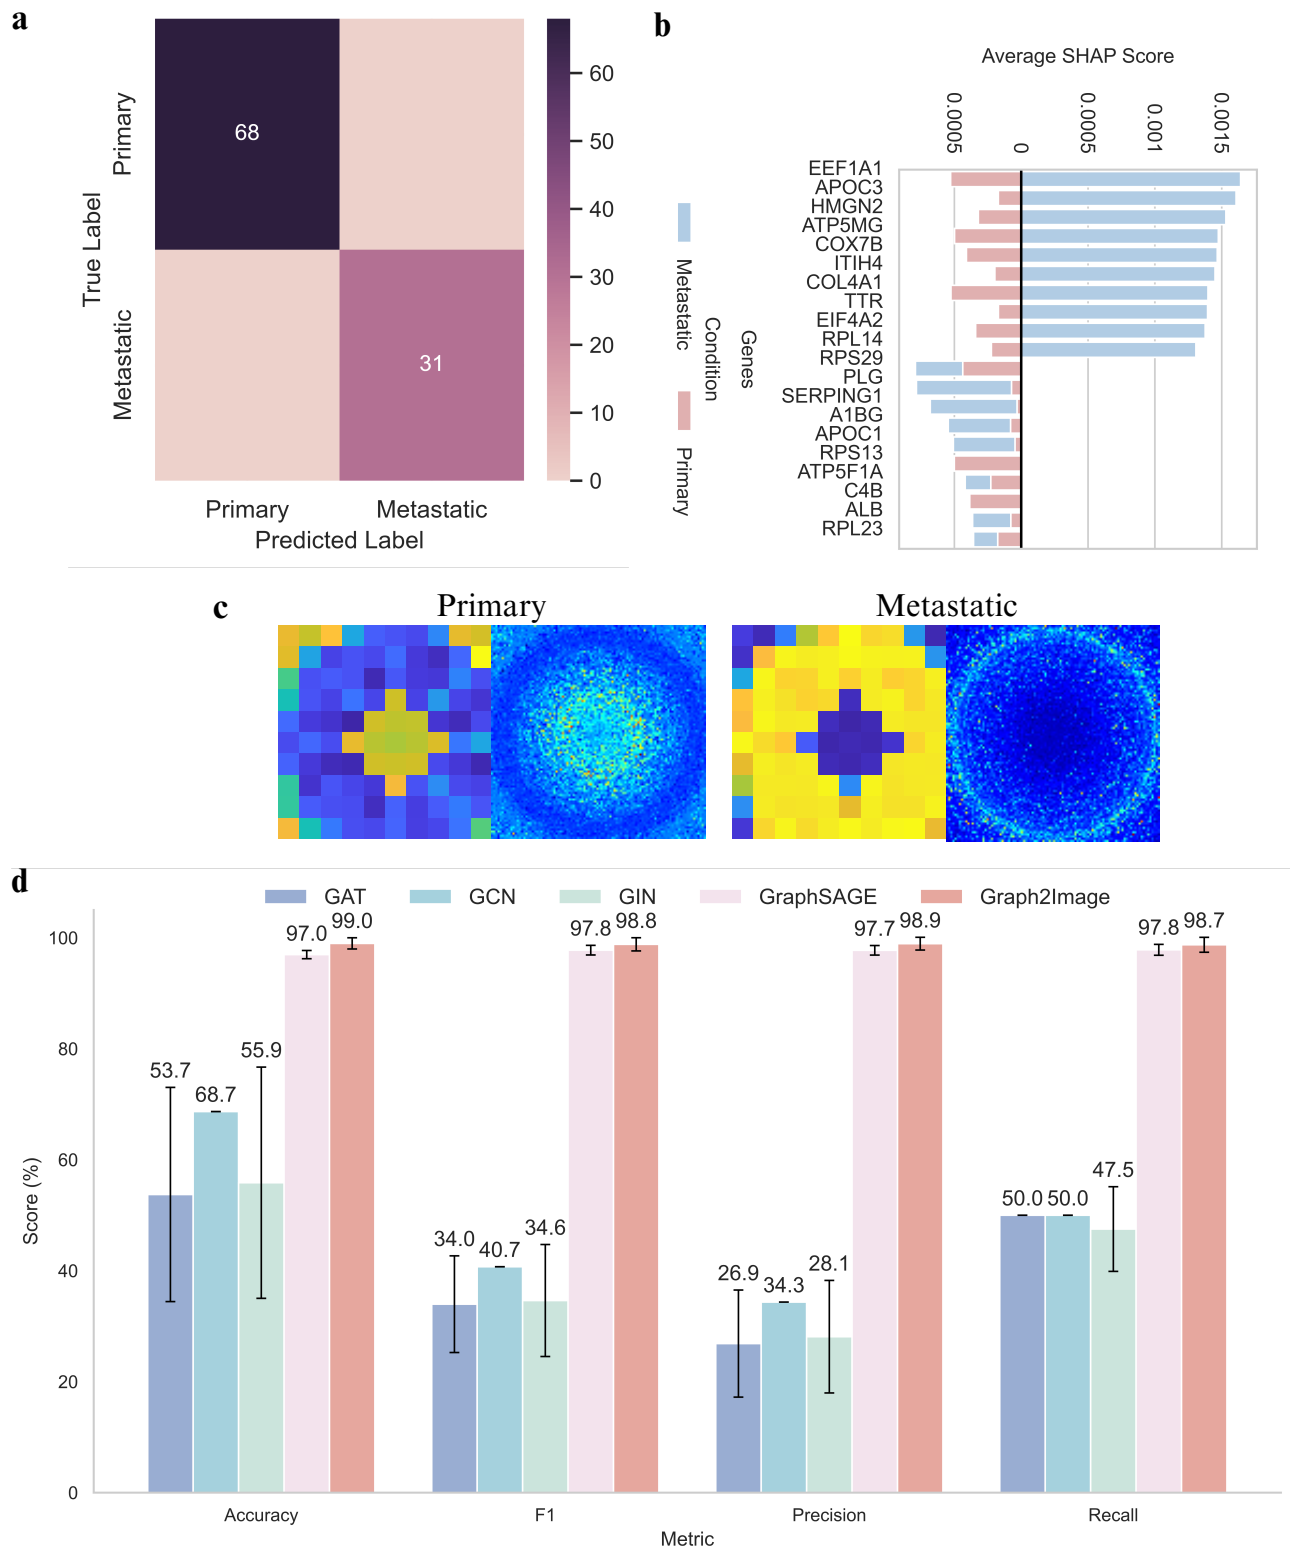 a
68
31
Primary
Metastatic
True Label
Primary Metastatic
Predicted Label
60
50
40
30
20
10
0
b
Average SHAP Score
0.0005 0 0.0005 0.001 0.0015
EEF1A1
APOC3
HMGN2
ATP5MG
COX7B
ITIH4
COL4A1
TTR
EIF4A2
RPL14
RPS29
PLG
SERPING1
A1BG
APOC1
RPS13
ATP5F1A
C4B
ALB
RPL23
Genes
Condition
Metastatic Primary
c
Primary Metastatic
d
GAT GCN GIN GraphSAGE Graph2Image
100
80
60
40
20
0
Score (%)
53.7 68.7 55.9 97.0 99.0
34.0 40.7 34.6 97.8 98.8
26.9 34.3 28.1 97.7 98.9
50.0 50.0 47.5 97.8 98.7
Accuracy F1 Precision Recall
Metric